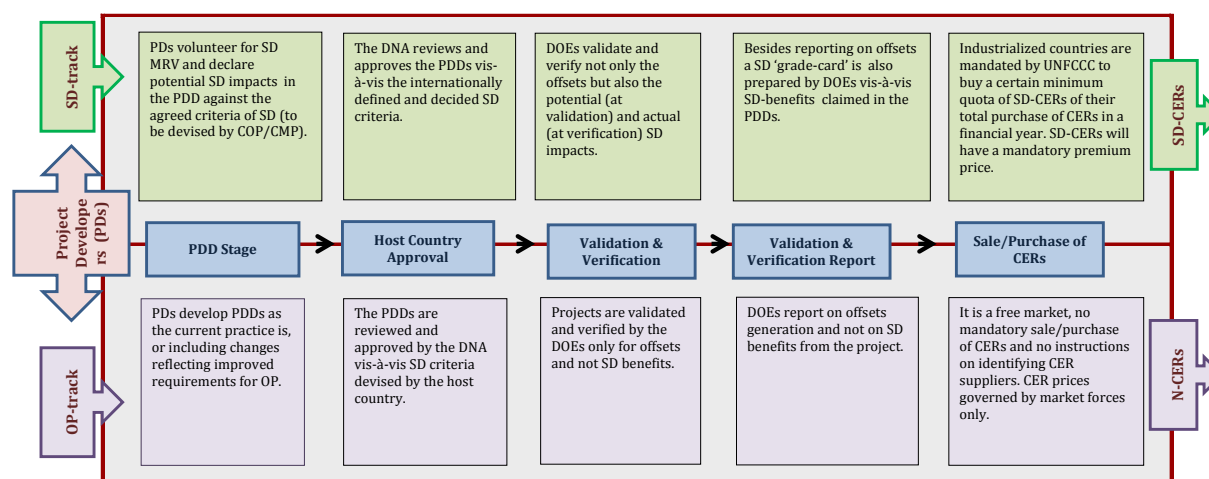 SD-track
PDs volunteer for SD
MRV and declare
potential SD impacts in
the PDD against the
agreed criteria of SD (to
be devised by COP/CMP).
The DNA reviews and
approves the PDDs vis-
à-vis the internationally
defined and decided SD
criteria.
DOEs validate and
verify not only the
offsets but also the
potential (at
validation) and actual
(at verification) SD
impacts.
Besides reporting on offsets
a SD ‘grade-card’ is also
prepared by DOEs vis-à-vis
SD-benefits claimed in the
PDDs.
Industrialized countries are
mandated by UNFCCC to
buy a certain minimum
quota of SD-CERs of their
total purchase of CERs in a
financial year. SD-CERs will
have a mandatory premium
price.
SD-CERs
Project
Develope
rs (PDs)
PDD Stage
Host Country
Approval
Validation &
Verification
Validation &
Verification Report
Sale/Purchase of
CERs
OP-track
PDs develop PDDs as
the current practice is,
or including changes
reflecting improved
requirements for OP.
The PDDs are
reviewed and
approved by the DNA
vis-à-vis SD criteria
devised by the host
country.
Projects are validated
and verified by the
DOEs only for offsets
and not SD benefits.
DOEs report on offsets
generation and not on SD
benefits from the project.
It is a free market, no
mandatory sale/purchase
of CERs and no instructions
on identifying CER
suppliers. CER prices
governed by market forces
only.
N-CERs